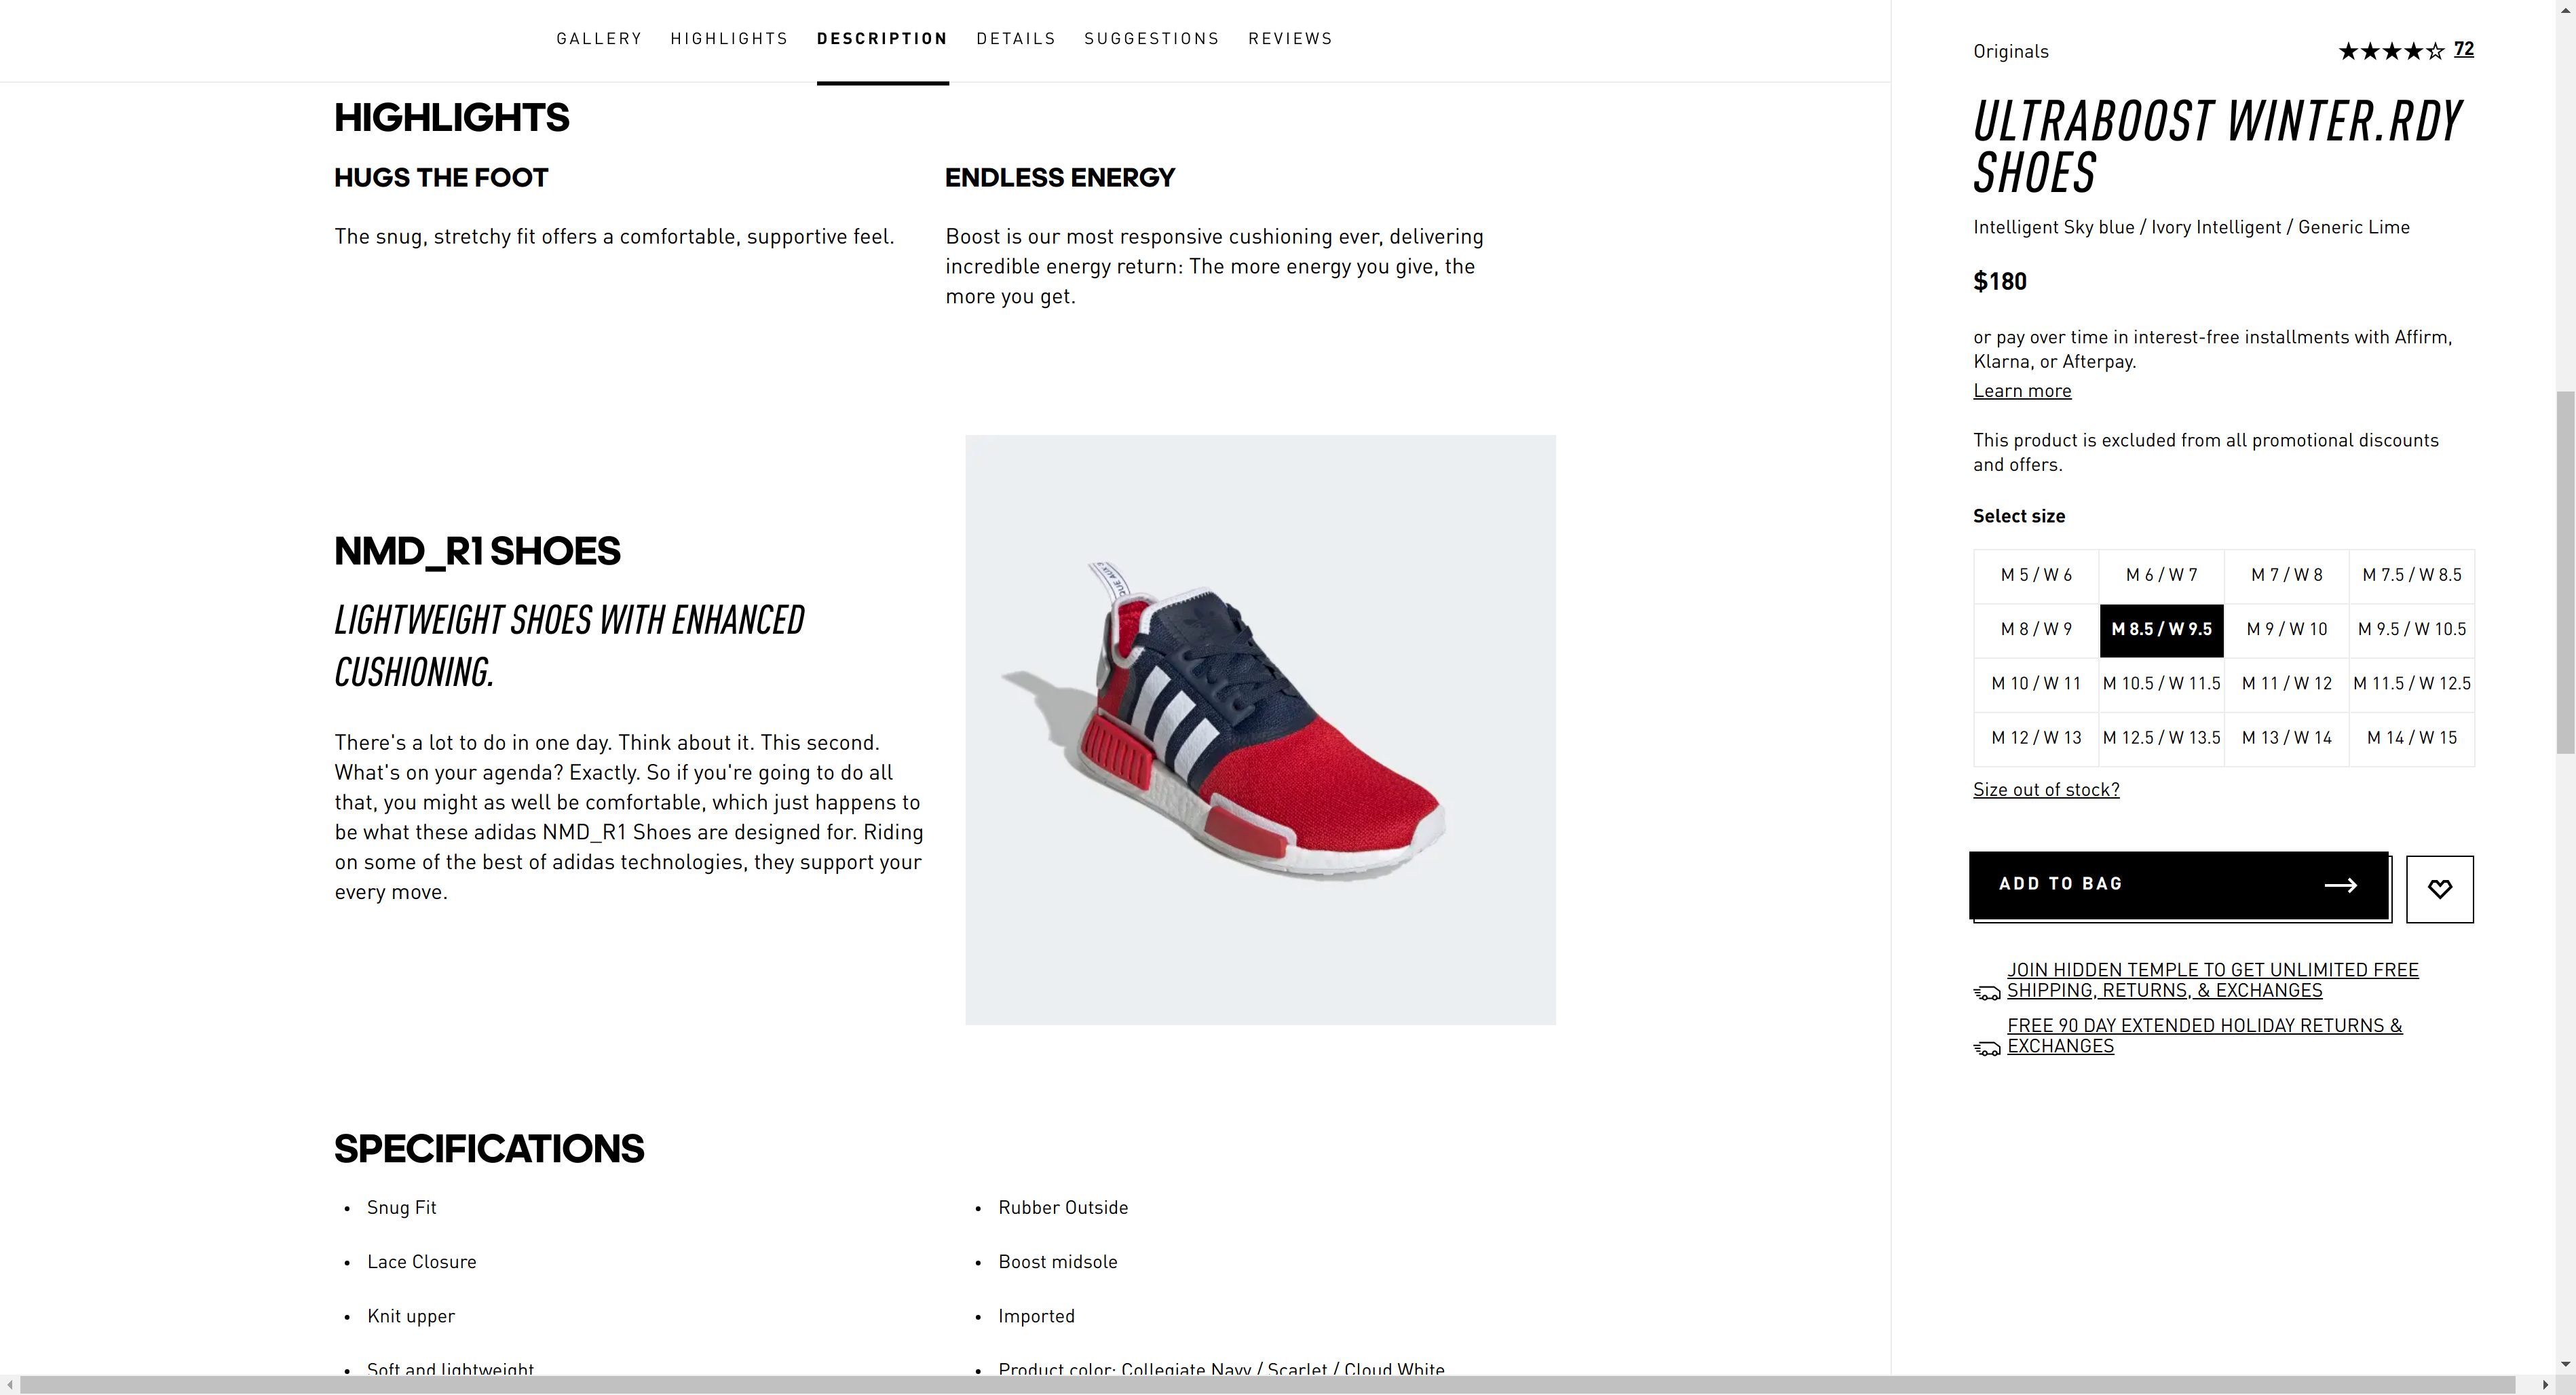 GALLERY HIGHLIGHTS DESCRIPTION DETAILS SUGGESTIONS REVIEWS
HIGHLIGHTS
HUGS THE FOOT
The snug, stretchy fit offers a comfortable, supportive feel.
ENDLESS ENERGY
Boost is our most responsive cushioning ever, delivering
incredible energy return: The more energy you give, the
more you get.
NMD_R1 SHOES
LIGHTWEIGHT SHOES WITH ENHANCED
CUSHIONING.
There's a lot to do in one day. Think about it. This second.
What's on your agenda? Exactly. So if you're going to do all
that, you might as well be comfortable, which just happens to
be what these adidas NMD_R1 Shoes are designed for. Riding
on some of the best of adidas technologies, they support your
every move.
SPECIFICATIONS
Snug Fit
Lace Closure
Knit upper
Soft and lightweight
Rubber Outside
Boost midsole
Imported
Product color: Collegiate Navy / Scarlet / Cloud White
Originals
72
ULTRABOOST WINTER.RDY
SHOES
Intelligent Sky blue / Ivory Intelligent / Generic Lime
$180
or pay over time in interest-free installments with Affirm,
Klarna, or Afterpay.
Learn more
This product is excluded from all promotional discounts
and offers.
Select size
M 5 / W 6 M 6 / W 7 M 7 / W 8 M 7.5 / W 8.5
M 8 / W 9 M 8.5 / W 9.5 M 9 / W 10 M 9.5 / W 10.5
M 10 / W 11 M 10.5 / W 11.5 M 11 / W 12 M 11.5 / W 12.5
M 12 / W 13 M 12.5 / W 13.5 M 13 / W 14 M 14 / W 15
Size out of stock?
ADD TO BAG
JOIN HIDDEN TEMPLE TO GET UNLIMITED FREE
SHIPPING, RETURNS, & EXCHANGES
FREE 90 DAY EXTENDED HOLIDAY RETURNS &
EXCHANGES